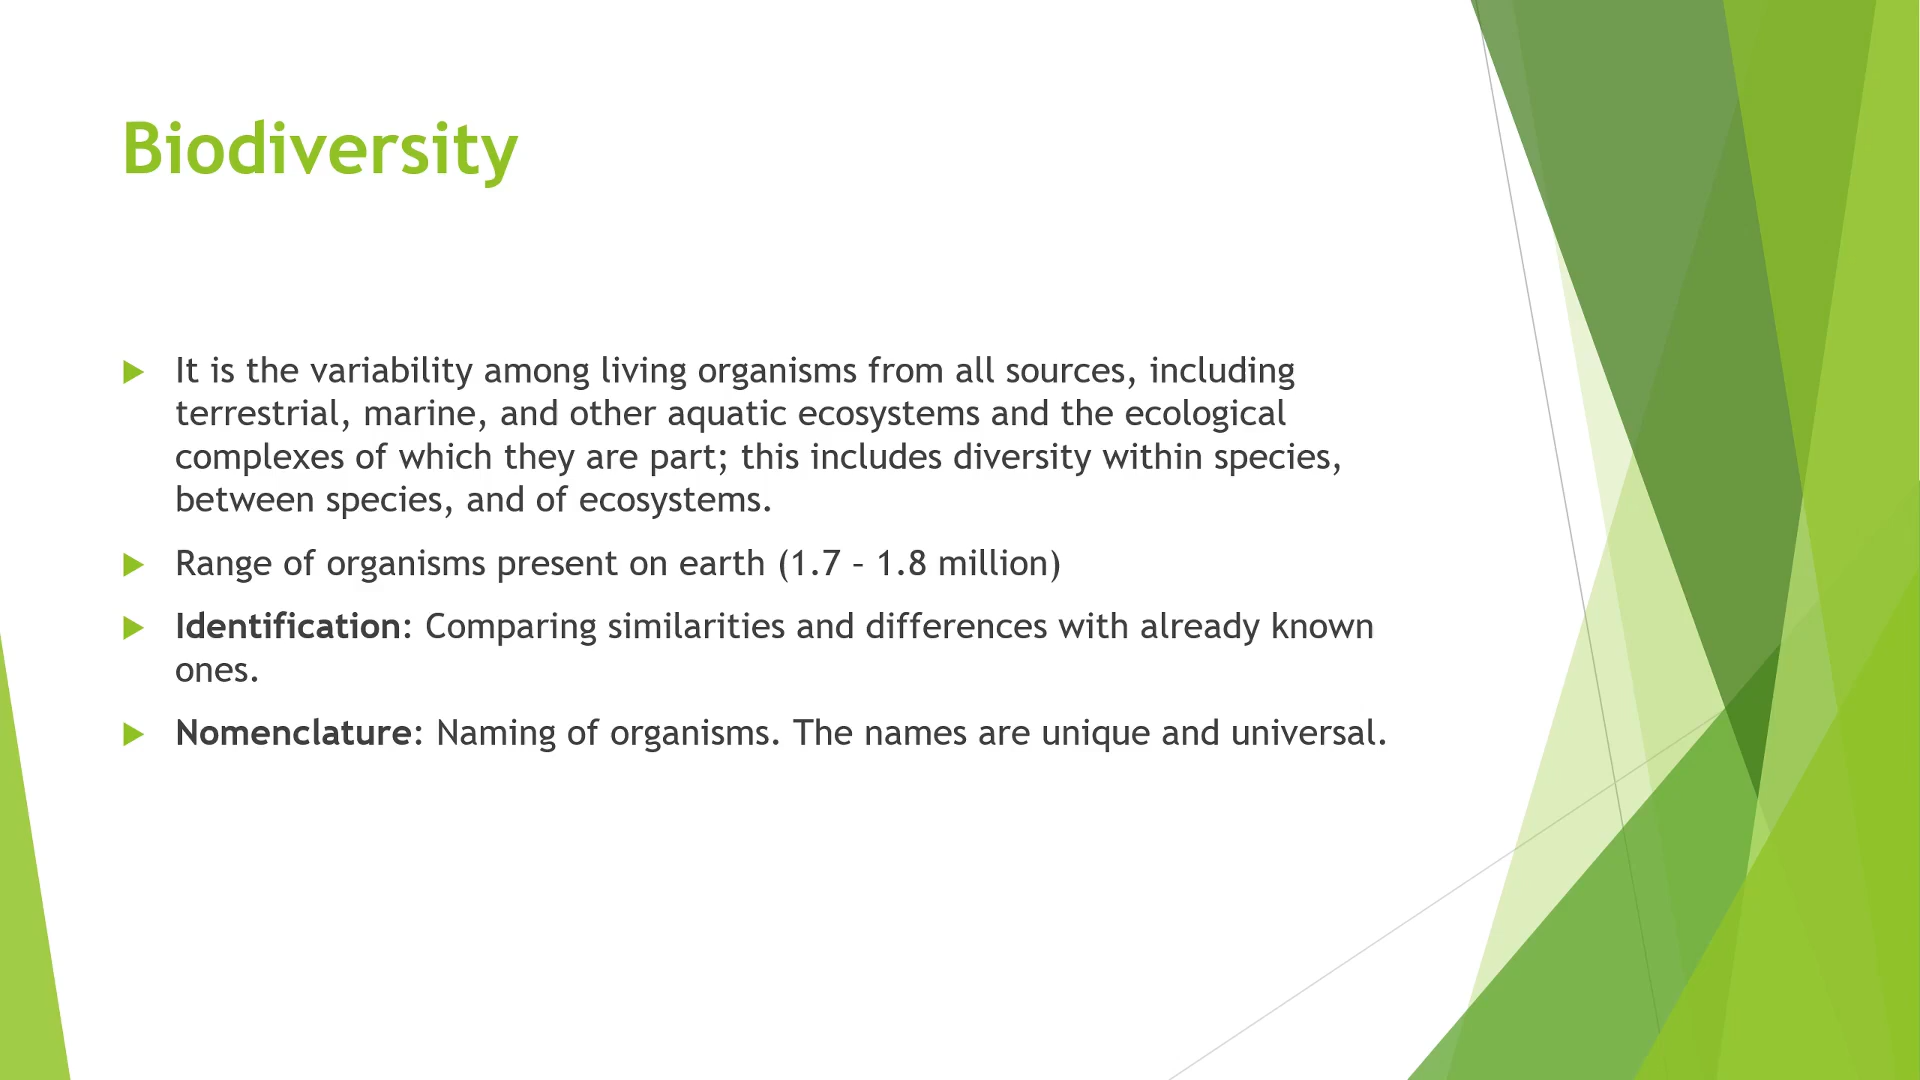 Biodiversity
It is the variability among living organisms from all sources, including
terrestrial, marine, and other aquatic ecosystems and the ecological
complexes of which they are part; this includes diversity within species,
between species, and of ecosystems.
Range of organisms present on earth (1.7 – 1.8 million)
Identification: Comparing similarities and differences with already known
ones.
Nomenclature: Naming of organisms. The names are unique and universal.